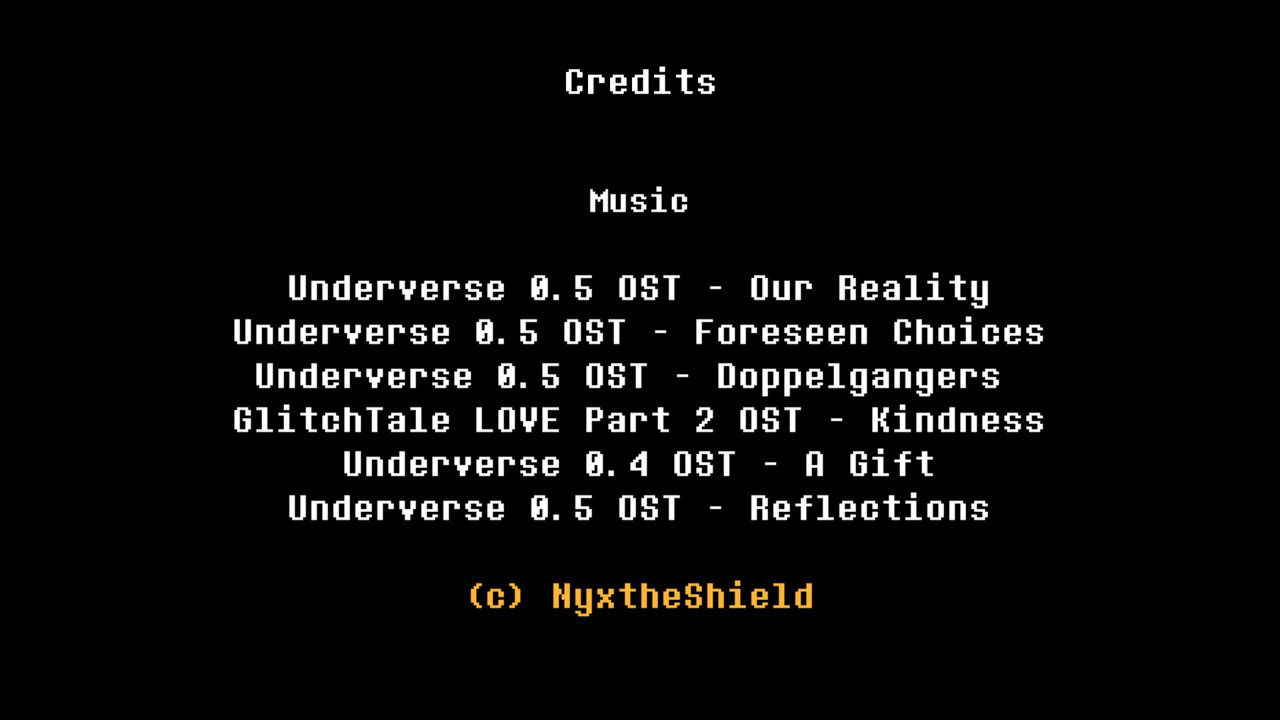 Credits
Music
Underverse 0.5 OST - Our Reality
Underverse 0.5 OST - Foreseen Choices
Underverse 0.5 OST - Doppelgangers
GlitchTale LOVE Part 2 OST - Kindness
Underverse 0.4 OST - A Gift
Underverse 0.5 OST - Reflections
(c) NyxtheShield